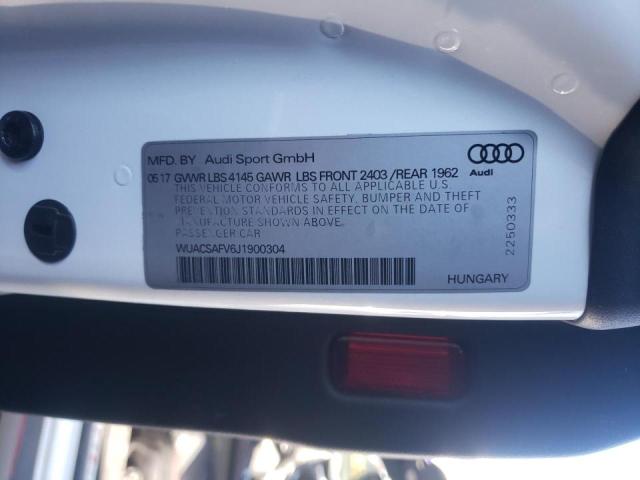 MFD. BY Audi Sport GmbH
05 17 GVWR LBS 4145 GAWR LBS FRONT 2403 /REAR 1962
Audi
THIS VEHICLE CONFORMS TO ALL APPLICABLE U.S
FEDERAL MOTOR VEHICLE SAFETY, BUMPER AND THEFT
PREVENTION STANDARDS IN EFFECT ON THE DATE OF
MANUFACTURE SHOWN ABOVE.
PASSENGER CAR
WUACSAFV6J1900304
2250333
HUNGARY